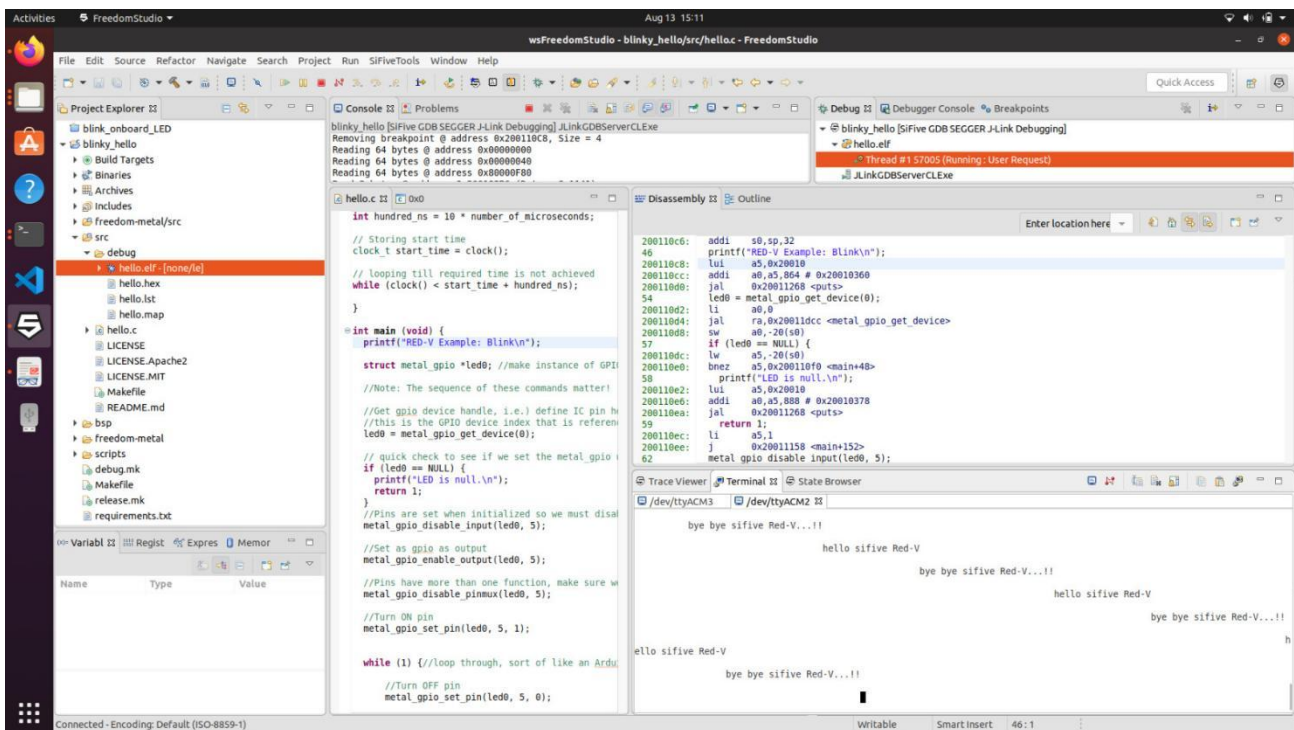 Activities FreedomStudio Aug 13 15:11
wsFreedomStudio - blinky_hello/src/hello.c - FreedomStudio
File Edit Source Refactor Navigate Search Project Run SiFiveTools Window Help
Quick Access
Project Explorer
blink_onboard_LED
blinky_hello
Build Targets
Binaries
Archives
Includes
freedom-metal/src
src
debug
hello.elf - [none/le]
hello.hex
hello.lst
hello.map
hello.c
LICENSE
LICENSE.Apache2
LICENSE.MIT
Makefile
README.md
bsp
freedom-metal
scripts
debug.mk
Makefile
release.mk
requirements.txt
Variabl Regist Expres Memor
Name Type Value
Console Problems
blinky_hello [SiFive GDB SEGGER J-Link Debugging] JLinkGDBServerCLExe
Removing breakpoint @ address 0x200110C8, Size = 4
Reading 64 bytes @ address 0x00000000
Reading 64 bytes @ address 0x00000040
Reading 64 bytes @ address 0x80000F80
hello.c 0x0
int hundred_ns = 10 * number_of_microseconds;
// Storing start time
clock_t start_time = clock();
// looping till required time is not achieved
while (clock() < start_time + hundred_ns);
}
int main (void) {
printf("RED-V Example: Blink\n");
struct metal_gpio *led0; //make instance of GPI
//Note: The sequence of these commands matter!
//Get gpio device handle, i.e.) define IC pin
//this is the GPIO device index that is referen
led0 = metal_gpio_get_device(0);
// quick check to see if we set the metal_gpio
if (led0 == NULL) {
printf("LED is null.\n");
return 1;
}
//Pins are set when initialized so we must disa
metal_gpio_disable_input(led0, 5);
//Set as gpio as output
metal_gpio_enable_output(led0, 5);
//Pins have more than one function, make sure
metal_gpio_disable_pinmux(led0, 5);
//Turn ON pin
metal_gpio_set_pin(led0, 5, 1);
while (1) {//loop through, sort of like an Ardu
//Turn OFF pin
metal_gpio_set_pin(led0, 5, 0);
Debug Debugger Console Breakpoints
blinky_hello [SiFive GDB SEGGER J-Link Debugging]
hello.elf
Thread #1 57005 (Running : User Request)
JLinkGDBServerCLExe
Disassembly Outline
Enter location here
200110c6: addi s0,sp,32
46 printf("RED-V Example: Blink\n");
200110c8: lui a5,0x20010
200110cc: addi a0,a5,864 # 0x20010360
200110d0: jal 0x20011268 <puts>
54 led0 = metal_gpio_get_device(0);
200110d2: li a0,0
200110d4: jal ra,0x20011dcc <metal_gpio_get_device>
200110d8: sw a0,-20(s0)
57 if (led0 == NULL) {
200110dc: lw a5,-20(s0)
200110e0: bnez a5,0x200110f0 <main+48>
58 printf("LED is null.\n");
200110e2: lui a5,0x20010
200110e6: addi a0,a5,888 # 0x20010378
200110ea: jal 0x20011268 <puts>
59 return 1;
200110ec: li a5,1
200110ee: j 0x20011158 <main+152>
62 metal_gpio_disable_input(led0, 5);
Trace Viewer Terminal State Browser
/dev/ttyACM3 /dev/ttyACM2
bye bye sifive Red-V...!!
hello sifive Red-V
bye bye sifive Red-V...!!
hello sifive Red-V
bye bye sifive Red-V...!!
h
ello sifive Red-V
bye bye sifive Red-V...!!
Connected - Encoding: Default (ISO-8859-1) Writable Smart Insert 46 : 1